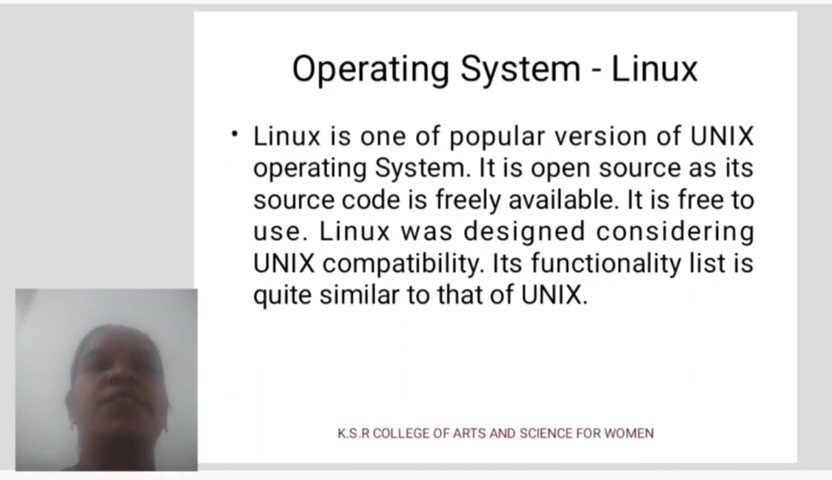 Operating System - Linux
• Linux is one of popular version of UNIX
operating System. It is open source as its
source code is freely available. It is free to
use. Linux was designed considering
UNIX compatibility. Its functionality list is
quite similar to that of UNIX.
K.S.R COLLEGE OF ARTS AND SCIENCE FOR WOMEN